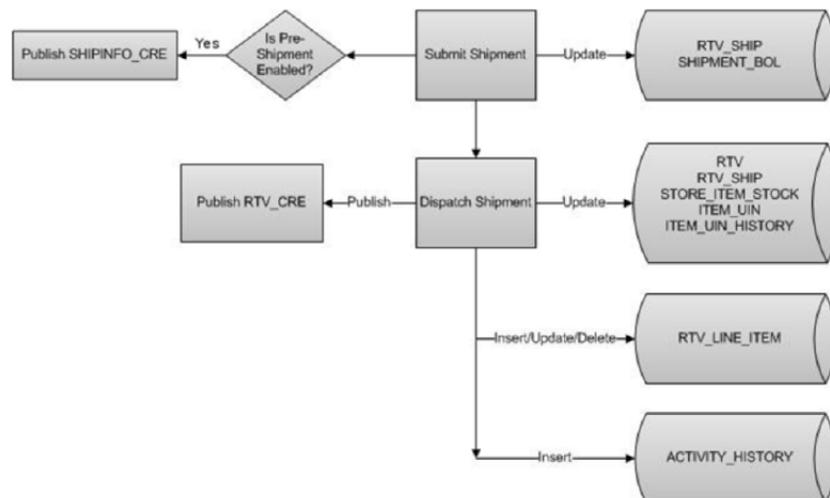 Publish SHIPINFO_CRE
Yes
Is Pre-
Shipment
Enabled?
Submit Shipment
Update
RTV_SHIP
SHIPMENT_BOL
Publish RTV_CRE
Publish
Dispatch Shipment
Update
RTV
RTV_SHIP
STORE_ITEM_STOCK
ITEM_UIN
ITEM_UIN_HISTORY
Insert/Update/Delete
RTV_LINE_ITEM
Insert
ACTIVITY_HISTORY